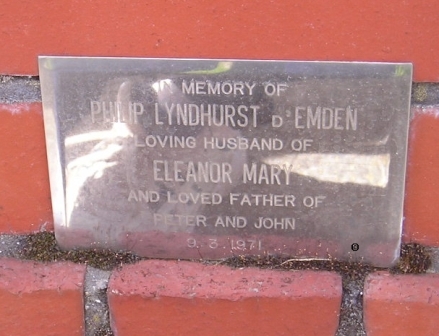 IN MEMORY OF
PHILIP LYNDHURST D'EMDEN
LOVING HUSBAND OF
ELEANOR MARY
AND LOVED FATHER OF
PETER AND JOHN
9.3.1971